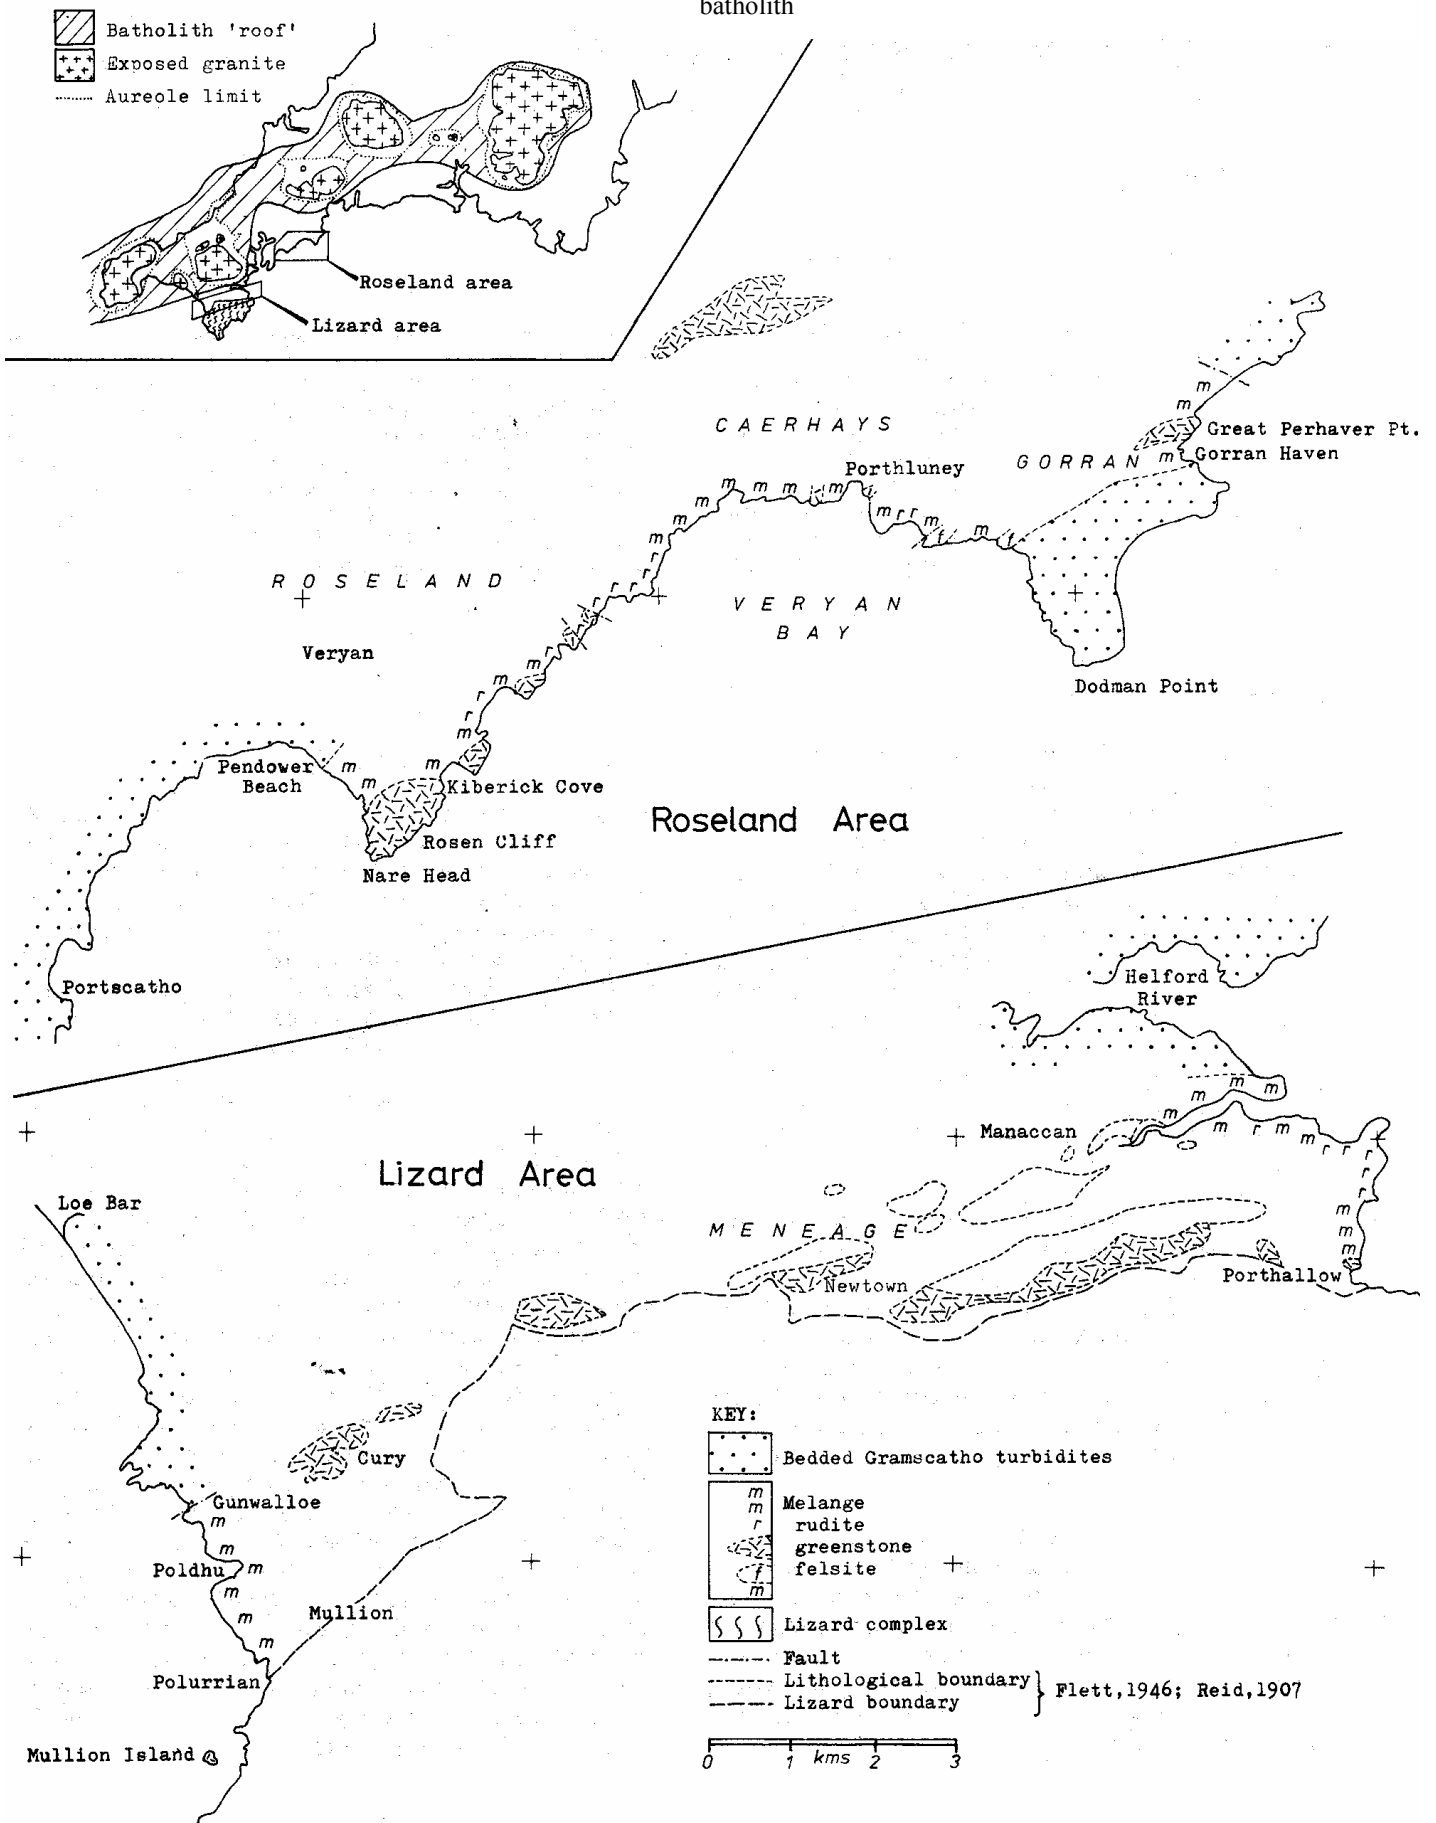 batholith
Batholith 'roof'
Exposed granite
Aureole limit
Roseland area
Lizard area
CAERHAYS
Great Perhaver Pt.
m
m
GORRAN m Gorran Haven
Porthluney
m m m m m
m
m m r r m
m f m f
r
r
r r
r
ROSELAND
VERYAN
BAY
Veryan
m r
r m
r
m
Dodman Point
Pendower m m
Beach m Kiberick Cove
Roseland Area
Rosen Cliff
Nare Head
Portscatho
Helford
River
m m
m
m
Manaccan
m r m m r r r
r
r
m
m
m
Lizard Area
Loe Bar
MENEAGE
Newtown
Porthallow
KEY:
Cury
Bedded Gramscatho turbidites
m
m Melange
r rudite
greenstone
f felsite
m
Gunwalloe
m
m
Poldhu m
m
m
m
Mullion
Lizard complex
Fault
Lithological boundary
Lizard boundary
} Flett,1946; Reid,1907
Polurrian
Mullion Island
0 1 kms 2 3